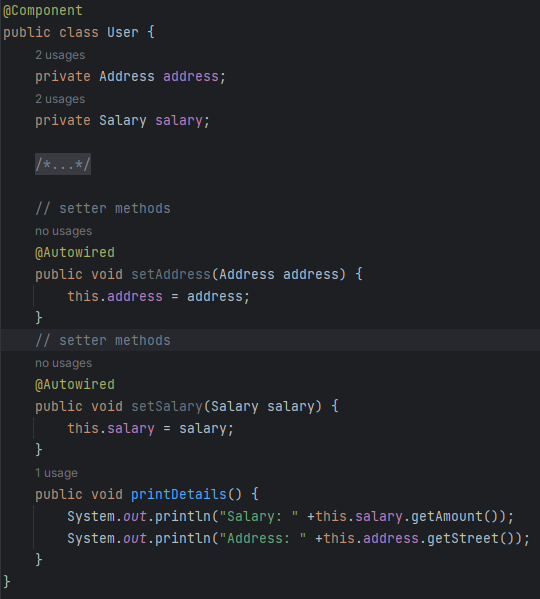 @Component
public class User {
2 usages
private Address address;
2 usages
private Salary salary;
/*...*/
// setter methods
no usages
@Autowired
public void setAddress(Address address) {
this.address = address;
}
// setter methods
no usages
@Autowired
public void setSalary(Salary salary) {
this.salary = salary;
}
1 usage
public void printDetails() {
System.out.println("Salary: " +this.salary.getAmount());
System.out.println("Address: " +this.address.getStreet());
}
}